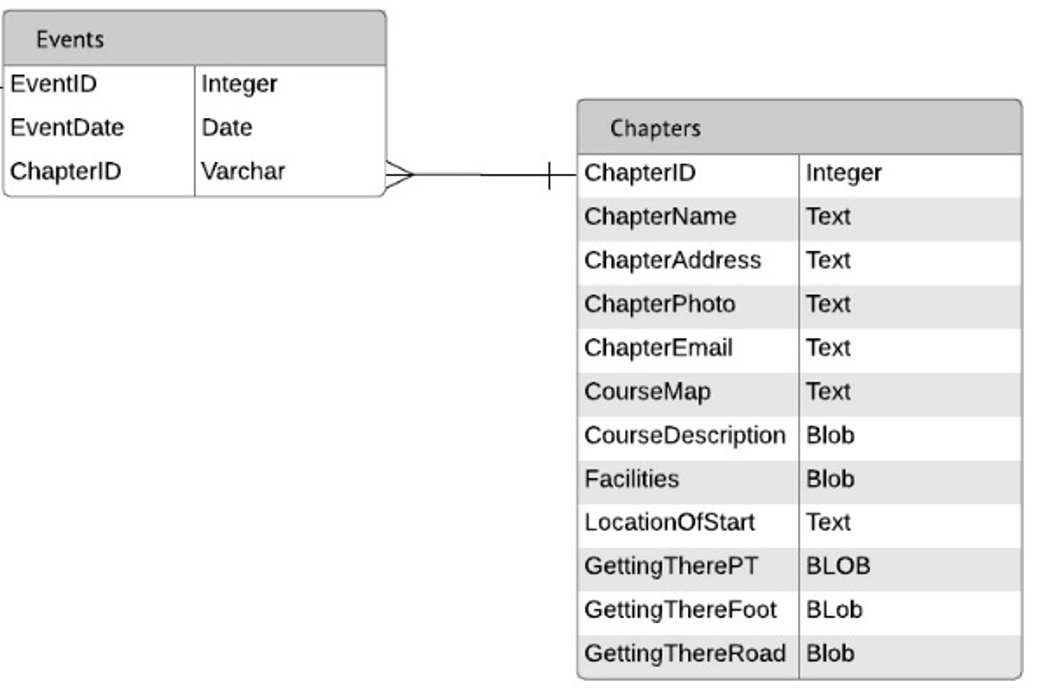 Events
EventID Integer
EventDate Date
ChapterID Varchar
Chapters
ChapterID Integer
ChapterName Text
ChapterAddress Text
ChapterPhoto Text
ChapterEmail Text
CourseMap Text
CourseDescription Blob
Facilities Blob
LocationOfStart Text
GettingTherePT BLOB
GettingThereFoot BLob
GettingThereRoad Blob